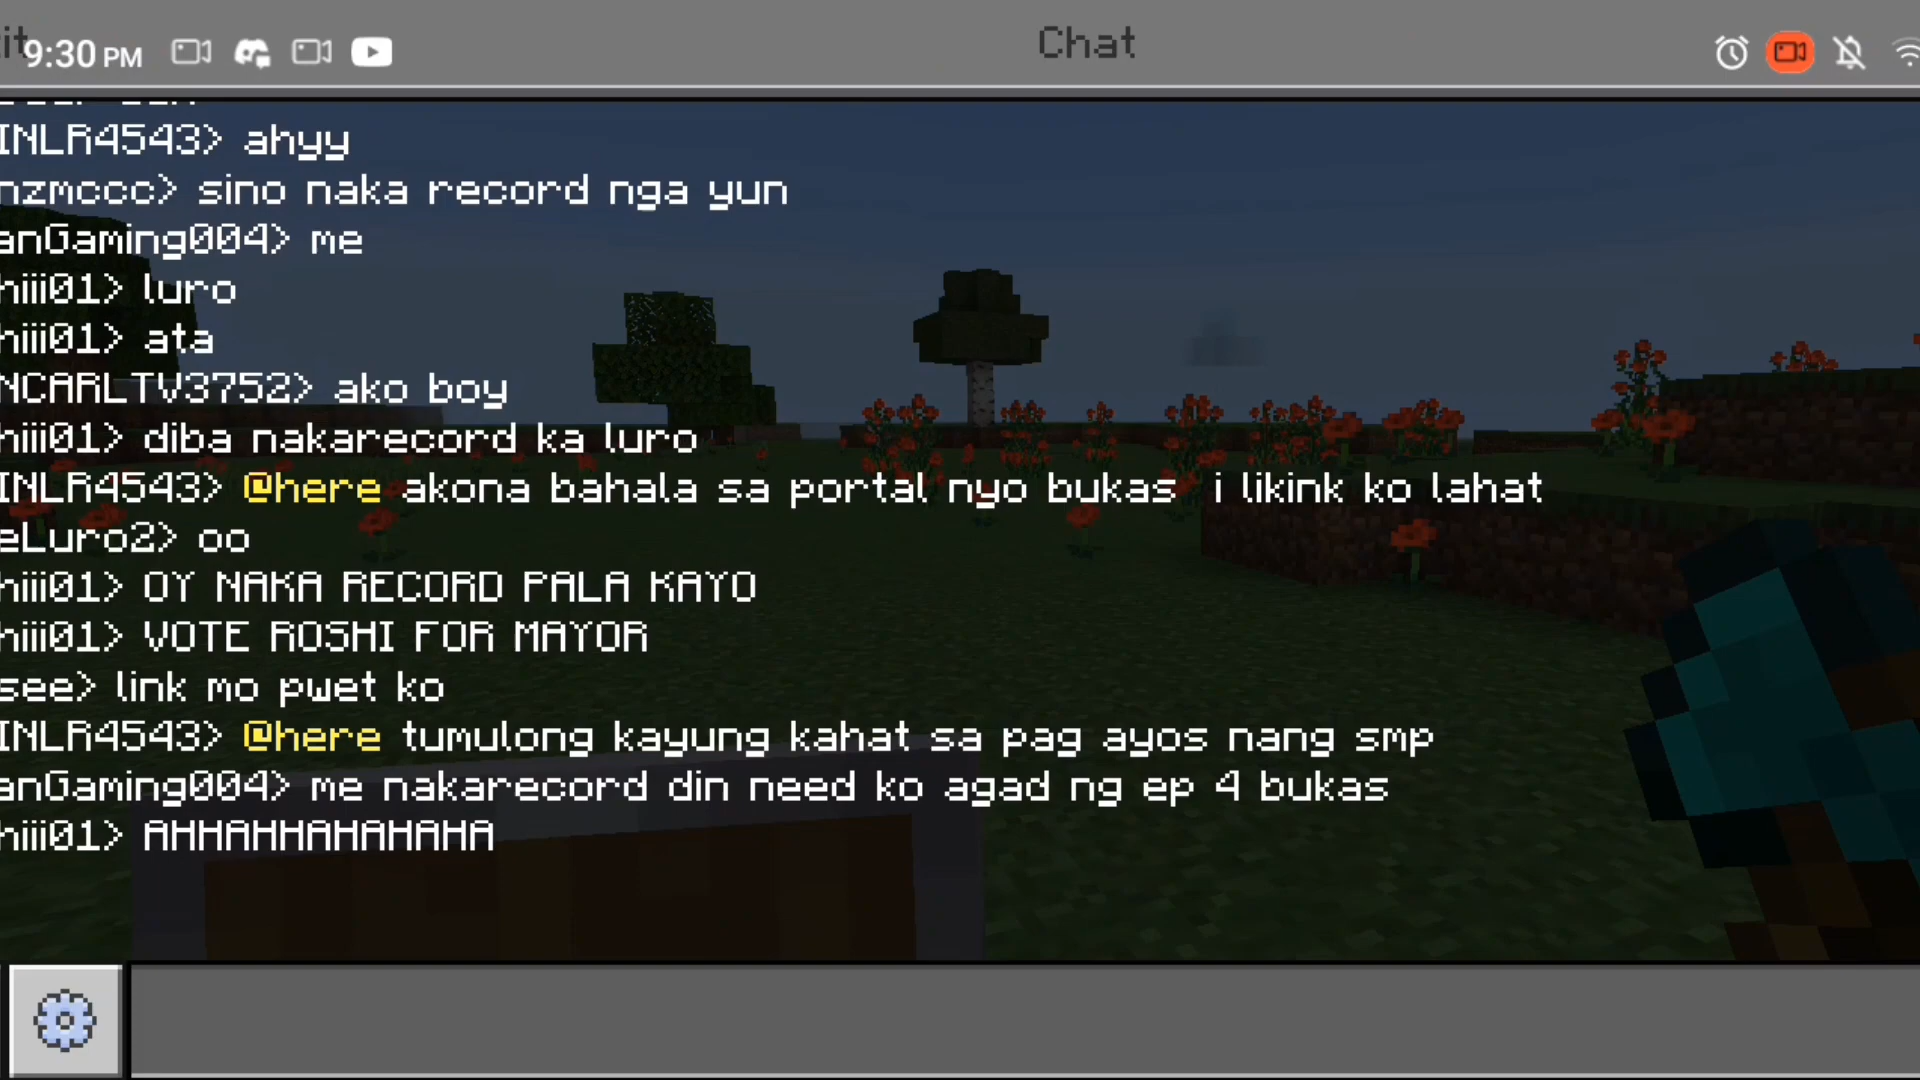 9:30 PM
Chat
INLR4543> ahyy
nzmccc> sino naka record nga yun
anGaming004> me
hiii01> luro
hiii01> ata
NCARLTV3752> ako boy
hiii01> diba nakarecord ka luro
INLR4543> @here akona bahala sa portal nyo bukas  i likink ko lahat
eLuro2> oo
hiii01> OY NAKA RECORD PALA KAYO
hiii01> VOTE ROSHI FOR MAYOR
see> link mo pwet ko
INLR4543> @here tumulong kayung kahat sa pag ayos nang smp
anGaming004> me nakarecord din need ko agad ng ep 4 bukas
hiii01> AHHAHHAHAHAHA